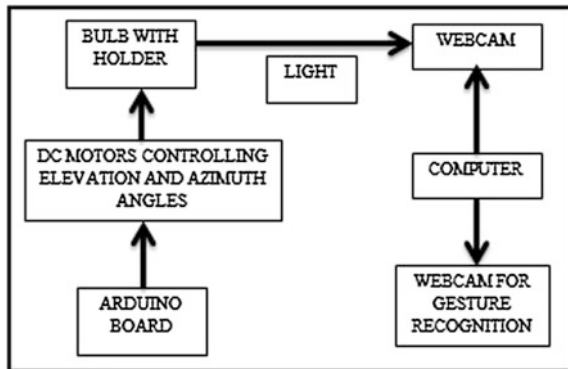 BULB WITH
HOLDER
WEBCAM
LIGHT
DC MOTORS CONTROLLING
ELEVATION AND AZIMUTH
ANGLES
COMPUTER
ARDUINO
BOARD
WEBCAM FOR
GESTURE
RECOGNITION